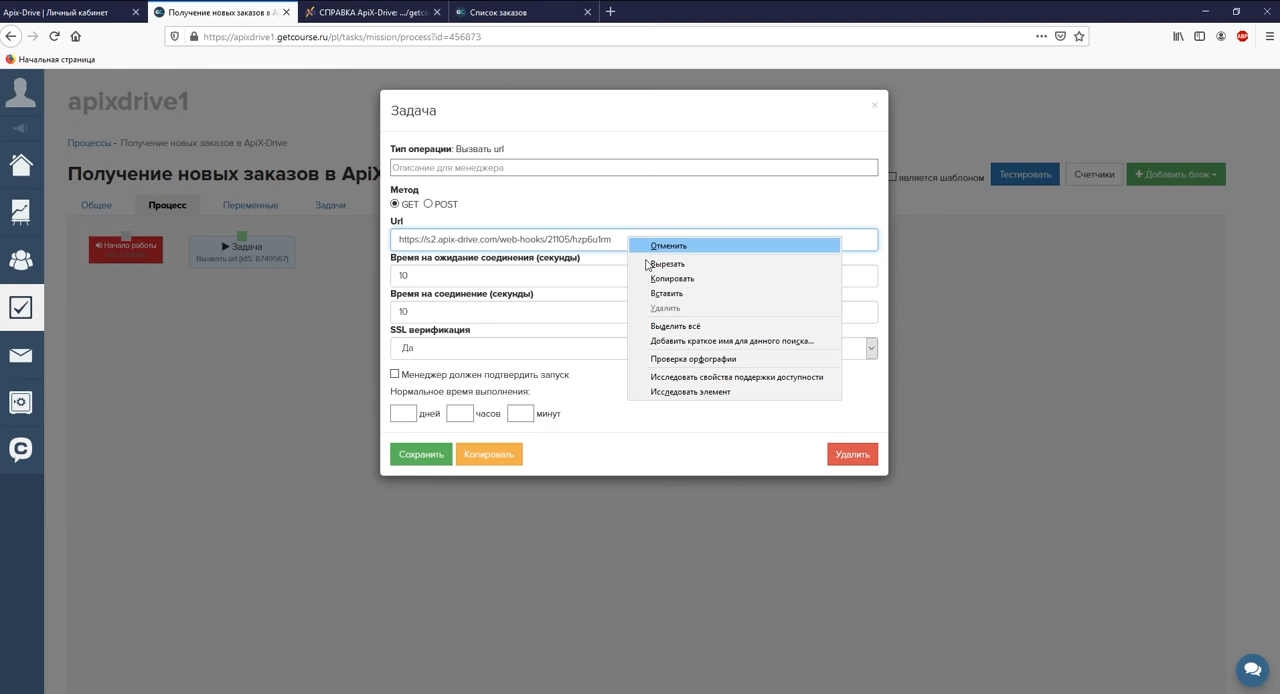 Apix-Drive | Личный кабинет
Получение новых заказов в A
СПРАВКА ApiX-Drive: .../getco
Список заказов
https://apixdrive1.getcourse.ru/pl/tasks/mission/process?id=456873
Начальная страница
ABP
apixdrive1
Процессы - Получение новых заказов в ApiX-Drive
Получение новых заказов в ApiX
является шаблоном
Тестировать
Счетчики
Добавить блок
Общее
Процесс
Переменные
Задачи
Начало работы
Задача
Вызвать url (id5: 6749567)
Задача
×
Тип операции: Вызвать url
Описание для менеджера
Метод
GET POST
Url
https://s2.apix-drive.com/web-hooks/21105/hzp6u1rm
Время на ожидание соединения (секунды)
10
Время на соединение (секунды)
10
SSL верификация
Да
Менеджер должен подтвердить запуск
Нормальное время выполнения:
дней часов минут
Сохранить
Копировать
Удалить
Отменить
Вырезать
Копировать
Вставить
Удалить
Выделить всё
Добавить краткое имя для данного поиска...
Проверка орфографии
Исследовать свойства поддержки доступности
Исследовать элемент